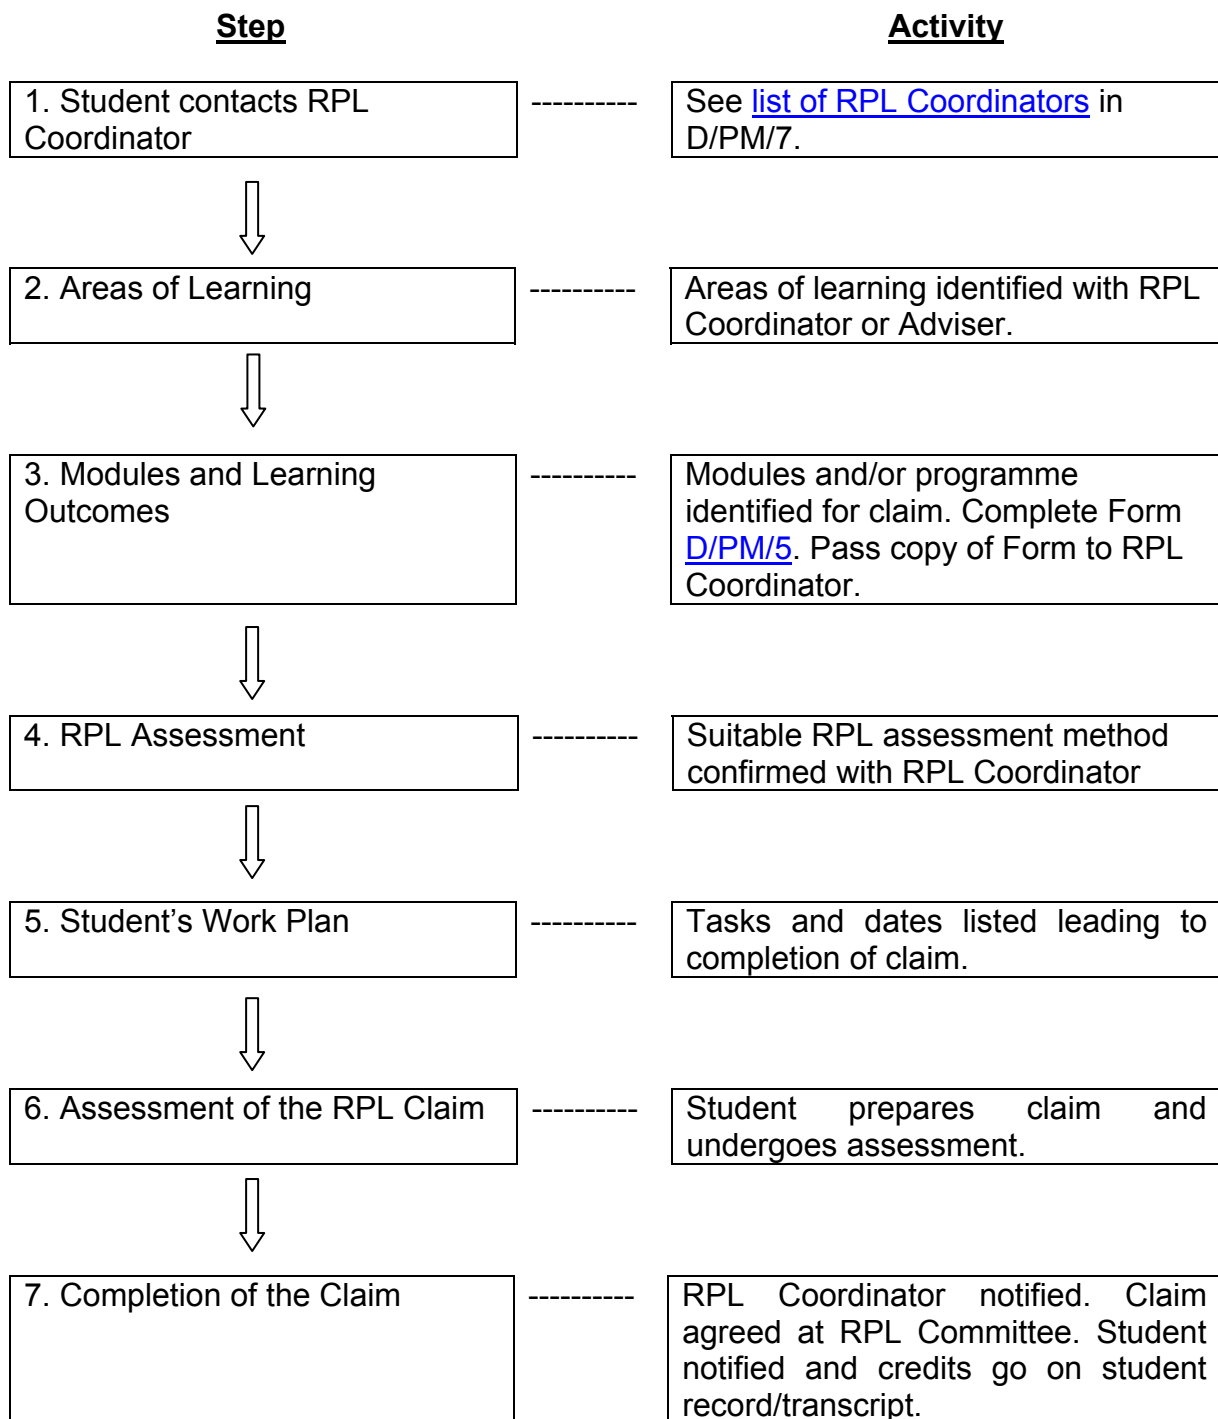 Step
Activity
1. Student contacts RPL
Coordinator
----------
See list of RPL Coordinators in
D/PM/7.
2. Areas of Learning
----------
Areas of learning identified with RPL
Coordinator or Adviser.
3. Modules and Learning
Outcomes
----------
Modules and/or programme
identified for claim. Complete Form
D/PM/5. Pass copy of Form to RPL
Coordinator.
4. RPL Assessment
----------
Suitable RPL assessment method
confirmed with RPL Coordinator
5. Student’s Work Plan
----------
Tasks and dates listed leading to
completion of claim.
6. Assessment of the RPL Claim
----------
Student prepares claim and
undergoes assessment.
7. Completion of the Claim
----------
RPL Coordinator notified. Claim
agreed at RPL Committee. Student
notified and credits go on student
record/transcript.